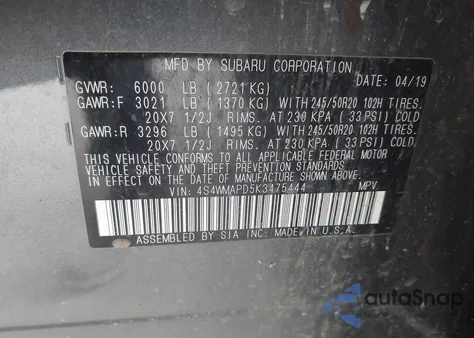 MFD BY SUBARU CORPORATION
GVWR: 6000 LB (2721 KG) DATE: 04/19
GAWR:F 3021 LB (1370 KG) WITH 245/50R20 102H TIRES.
20X7 1/2J RIMS. AT 230 KPA (33 PSI) COLD
GAWR:R 3296 LB (1495 KG) WITH 245/50R20 102H TIRES.
20X7 1/2J RIMS. AT 230 KPA (33 PSI) COLD
THIS VEHICLE CONFORMS TO ALL APPLICABLE FEDERAL MOTOR
VEHICLE SAFETY STANDARDS IN EFFECT ON THE DATE OF
MANUFACTURE SHOWN ABOVE.
VIN: 4S4WMAPD5K3475444 MPV
ASSEMBLED BY SIA INC: MADE IN U.S.A.
autoSnap